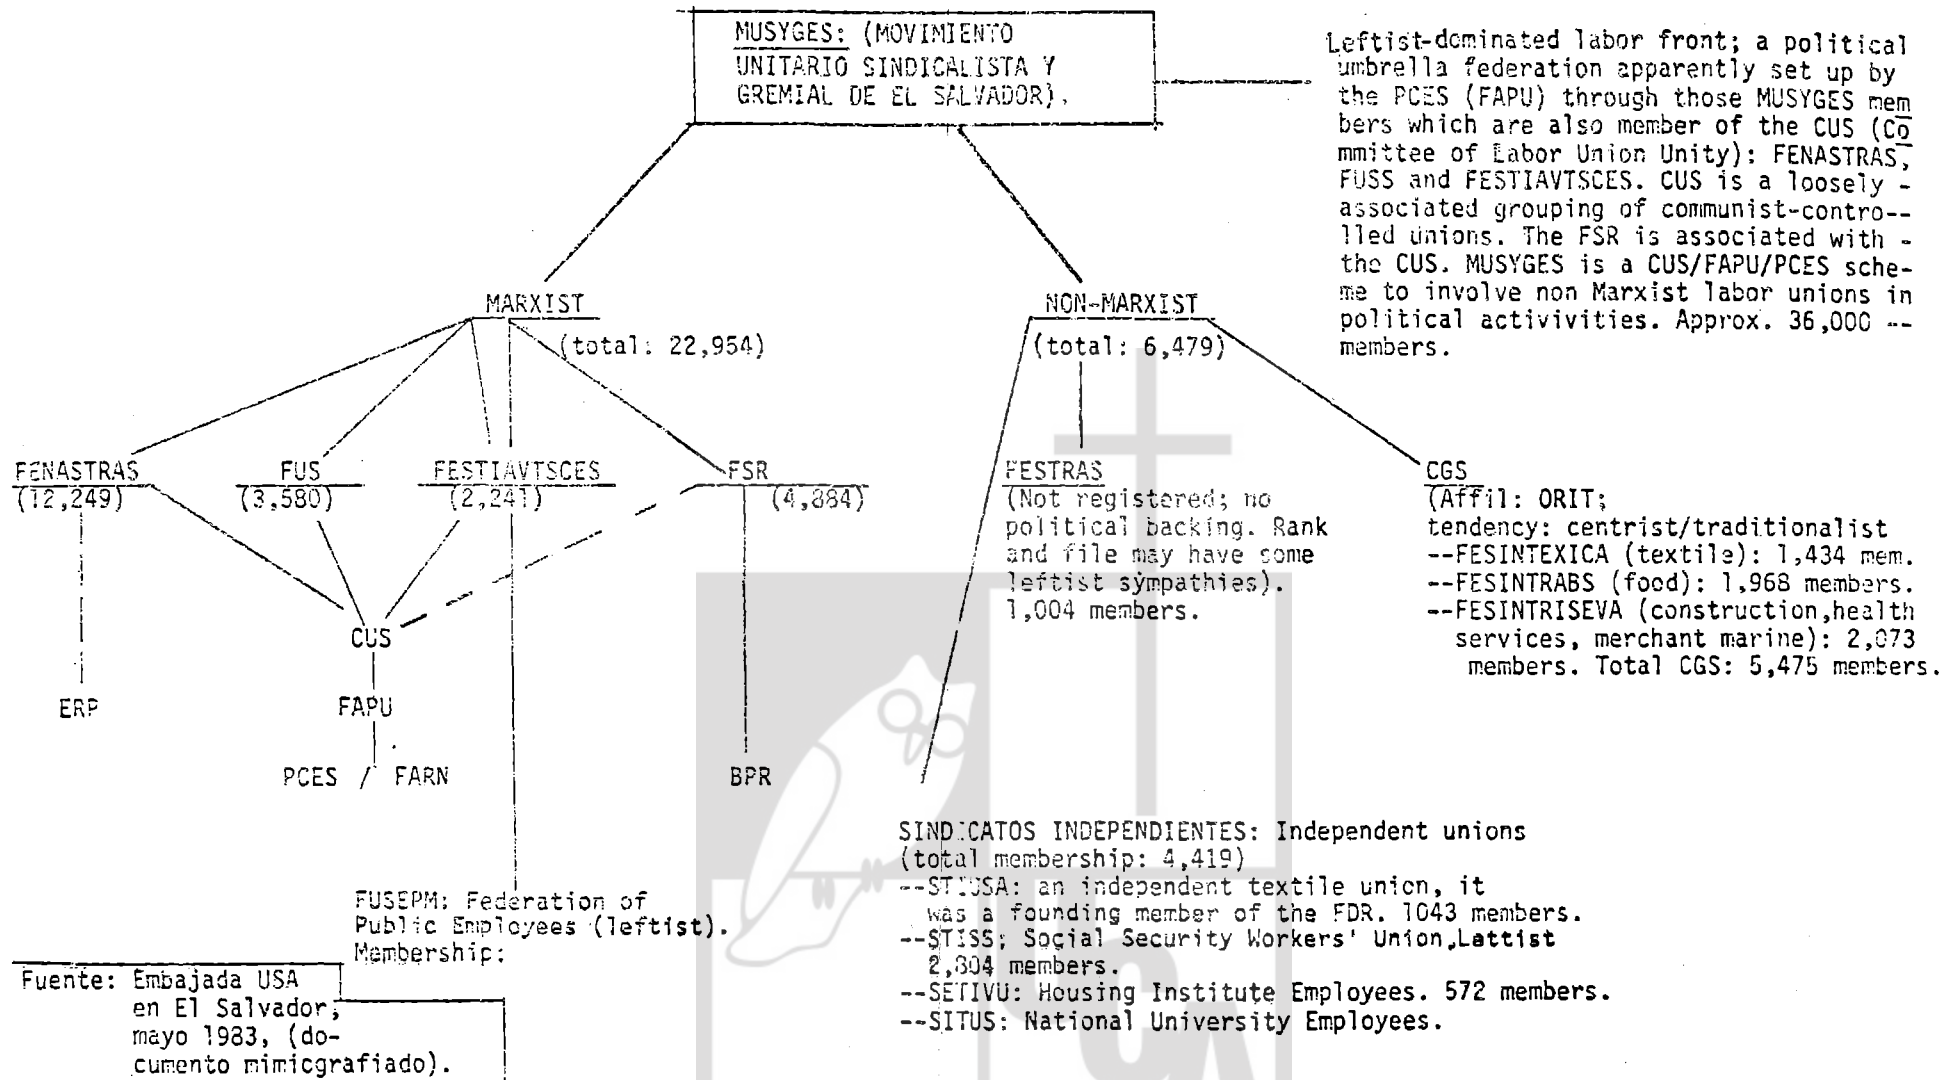 MUSYGES: (MOVIMIENTO
UNITARIO SINDICALISTA Y
GREMIAL DE EL SALVADOR).
Leftist-dominated labor front; a political
umbrella federation apparently set up by
the PCES (FAPU) through those MUSYGES mem
bers which are also member of the CUS (Co
mmittee of Labor Union Unity): FENASTRAS,
FUSS and FESTIAVTSCES. CUS is a loosely -
associated grouping of communist-contro--
lled unions. The FSR is associated with -
the CUS. MUSYGES is a CUS/FAPU/PCES sche-
me to involve non Marxist labor unions in
political activivities. Approx. 36,000 --
members.
MARXIST
(total: 22,954)
NON-MARXIST
(total: 6,479)
FENASTRAS
(12,249)
FUS
(3,580)
FESTIAVTSCES
(2,241)
FSR
(4,884)
CUS
ERP
FAPU
PCES / FARN
BPR
FESTRAS
(Not registered; no
political backing. Rank
and file may have some
leftist sympathies).
1,004 members.
CGS
(Affil: ORIT;
tendency: centrist/traditionalist
--FESINTEXICA (textile): 1,434 mem.
--FESINTRABS (food): 1,968 members.
--FESINTRISEVA (construction,health
services, merchant marine): 2,073
members. Total CGS: 5,475 members.
SINDICATOS INDEPENDIENTES: Independent unions
(total membership: 4,419)
--STIUSA: an independent textile union, it
was a founding member of the FDR. 1043 members.
--STISS; Social Security Workers' Union,Lattist
2,804 members.
--SETIVU: Housing Institute Employees. 572 members.
--SITUS: National University Employees.
FUSEPM: Federation of
Public Employees (leftist).
Membership:
Fuente: Embajada USA
en El Salvador,
mayo 1983, (do-
cumento mimicgrafiado).
UCA